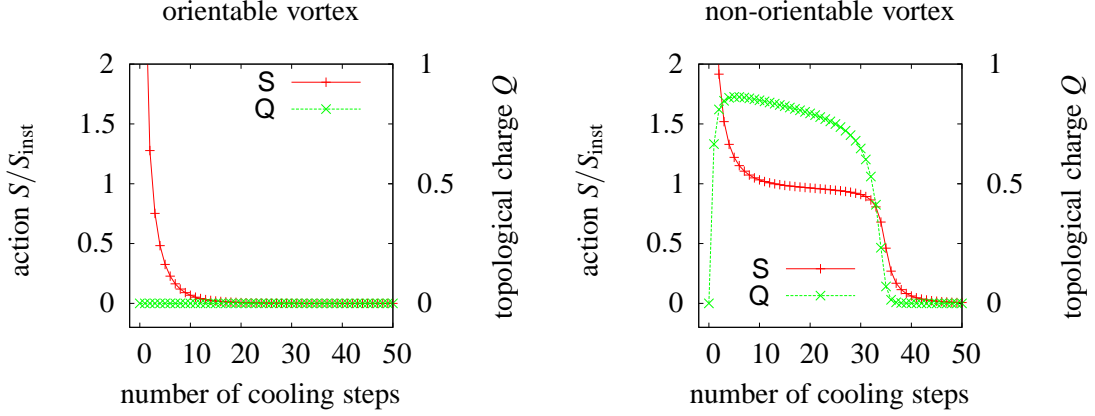 orientable vortex
2
1.5
1
0.5
0
1
0.5
0
0 10 20 30 40 50
S
Q
action S/S_inst
topological charge Q
number of cooling steps
non-orientable vortex
2
1.5
1
0.5
0
1
0.5
0
0 10 20 30 40 50
S
Q
action S/S_inst
topological charge Q
number of cooling steps